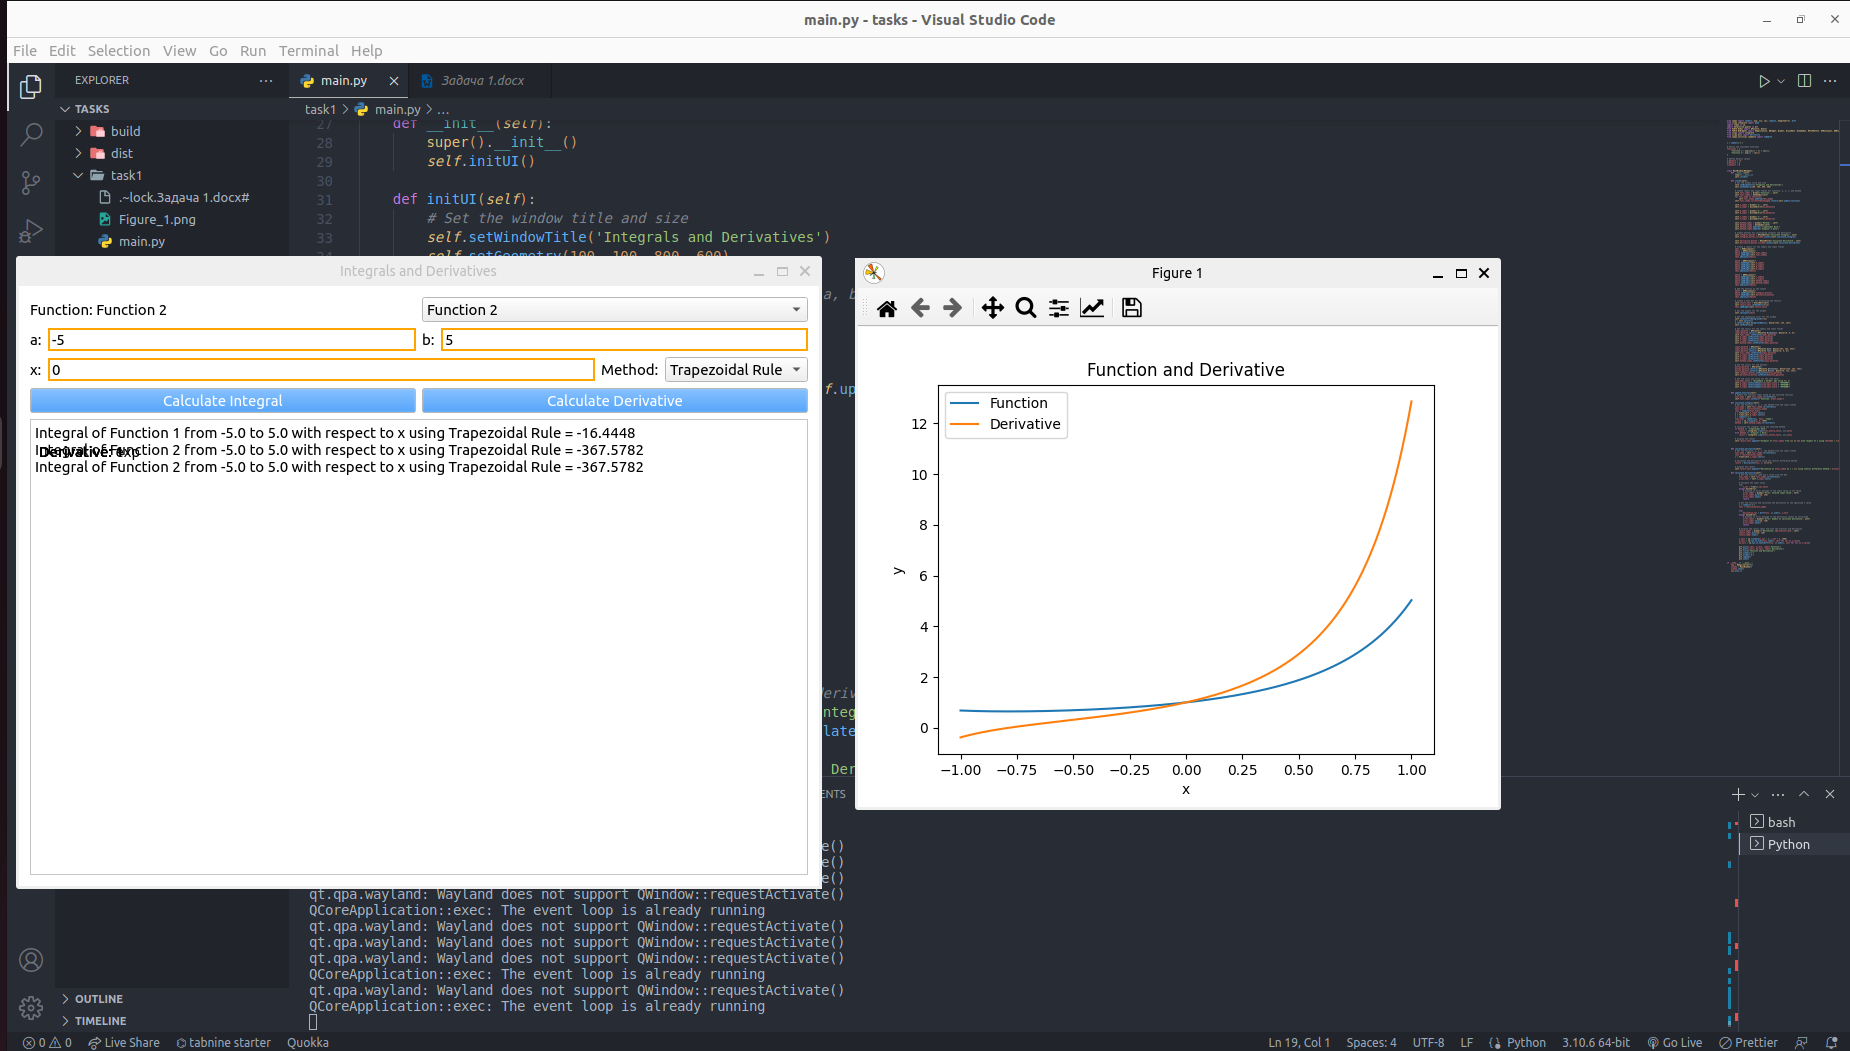 main.py - tasks - Visual Studio Code
File Edit Selection View Go Run Terminal Help
EXPLORER
main.py
Задача 1.docx
TASKS
task1 > main.py > ...
build
dist
task1
.~lock.Задача 1.docx#
Figure_1.png
main.py
27 def __init__(self):
28 super().__init__()
29 self.initUI()
30
31 def initUI(self):
32 # Set the window title and size
33 self.setWindowTitle('Integrals and Derivatives')
self.setGeometry(100, 100, 800, 600)
a, b
f.up
deriv
nteg
late
Der
ENTS
Integrals and Derivatives
Function: Function 2
Function 2
a: -5
b: 5
x: 0
Method: Trapezoidal Rule
Calculate Integral
Calculate Derivative
Integral of Function 1 from -5.0 to 5.0 with respect to x using Trapezoidal Rule = -16.4448
Integral of Function 2 from -5.0 to 5.0 with respect to x using Trapezoidal Rule = -367.5782
Derivative: exp
Integral of Function 2 from -5.0 to 5.0 with respect to x using Trapezoidal Rule = -367.5782
Figure 1
Function and Derivative
Function
Derivative
12
10
8
6
4
2
0
y
−1.00 −0.75 −0.50 −0.25 0.00 0.25 0.50 0.75 1.00
x
e()
e()
e()
qt.qpa.wayland: Wayland does not support QWindow::requestActivate()
QCoreApplication::exec: The event loop is already running
qt.qpa.wayland: Wayland does not support QWindow::requestActivate()
qt.qpa.wayland: Wayland does not support QWindow::requestActivate()
qt.qpa.wayland: Wayland does not support QWindow::requestActivate()
QCoreApplication::exec: The event loop is already running
qt.qpa.wayland: Wayland does not support QWindow::requestActivate()
QCoreApplication::exec: The event loop is already running
bash
Python
OUTLINE
TIMELINE
0 0 Live Share tabnine starter Quokka
Ln 19, Col 1 Spaces: 4 UTF-8 LF Python 3.10.6 64-bit Go Live Prettier